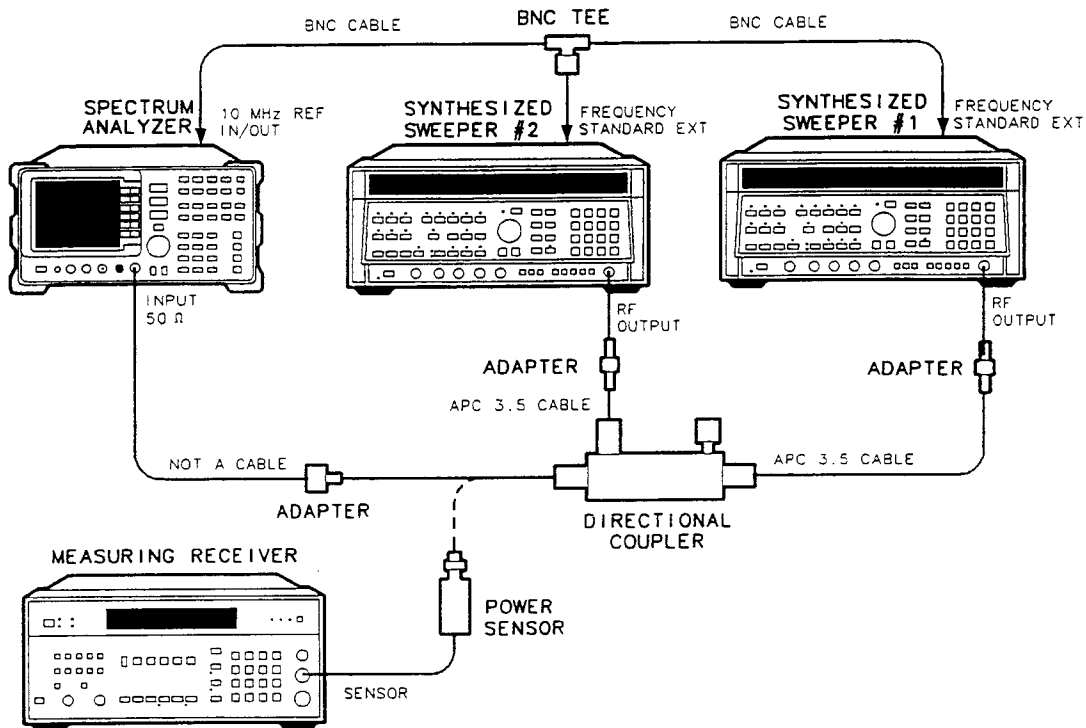 BNC TEE
BNC CABLE
BNC CABLE
SPECTRUM
ANALYZER
10 MHz REF
IN/OUT
SYNTHESIZED
SWEEPER #2
FREQUENCY
STANDARD EXT
SYNTHESIZED
SWEEPER #1
FREQUENCY
STANDARD EXT
INPUT
50 Ω
RF
OUTPUT
RF
OUTPUT
ADAPTER
ADAPTER
APC 3.5 CABLE
NOT A CABLE
APC 3.5 CABLE
ADAPTER
DIRECTIONAL
COUPLER
MEASURING RECEIVER
POWER
SENSOR
SENSOR